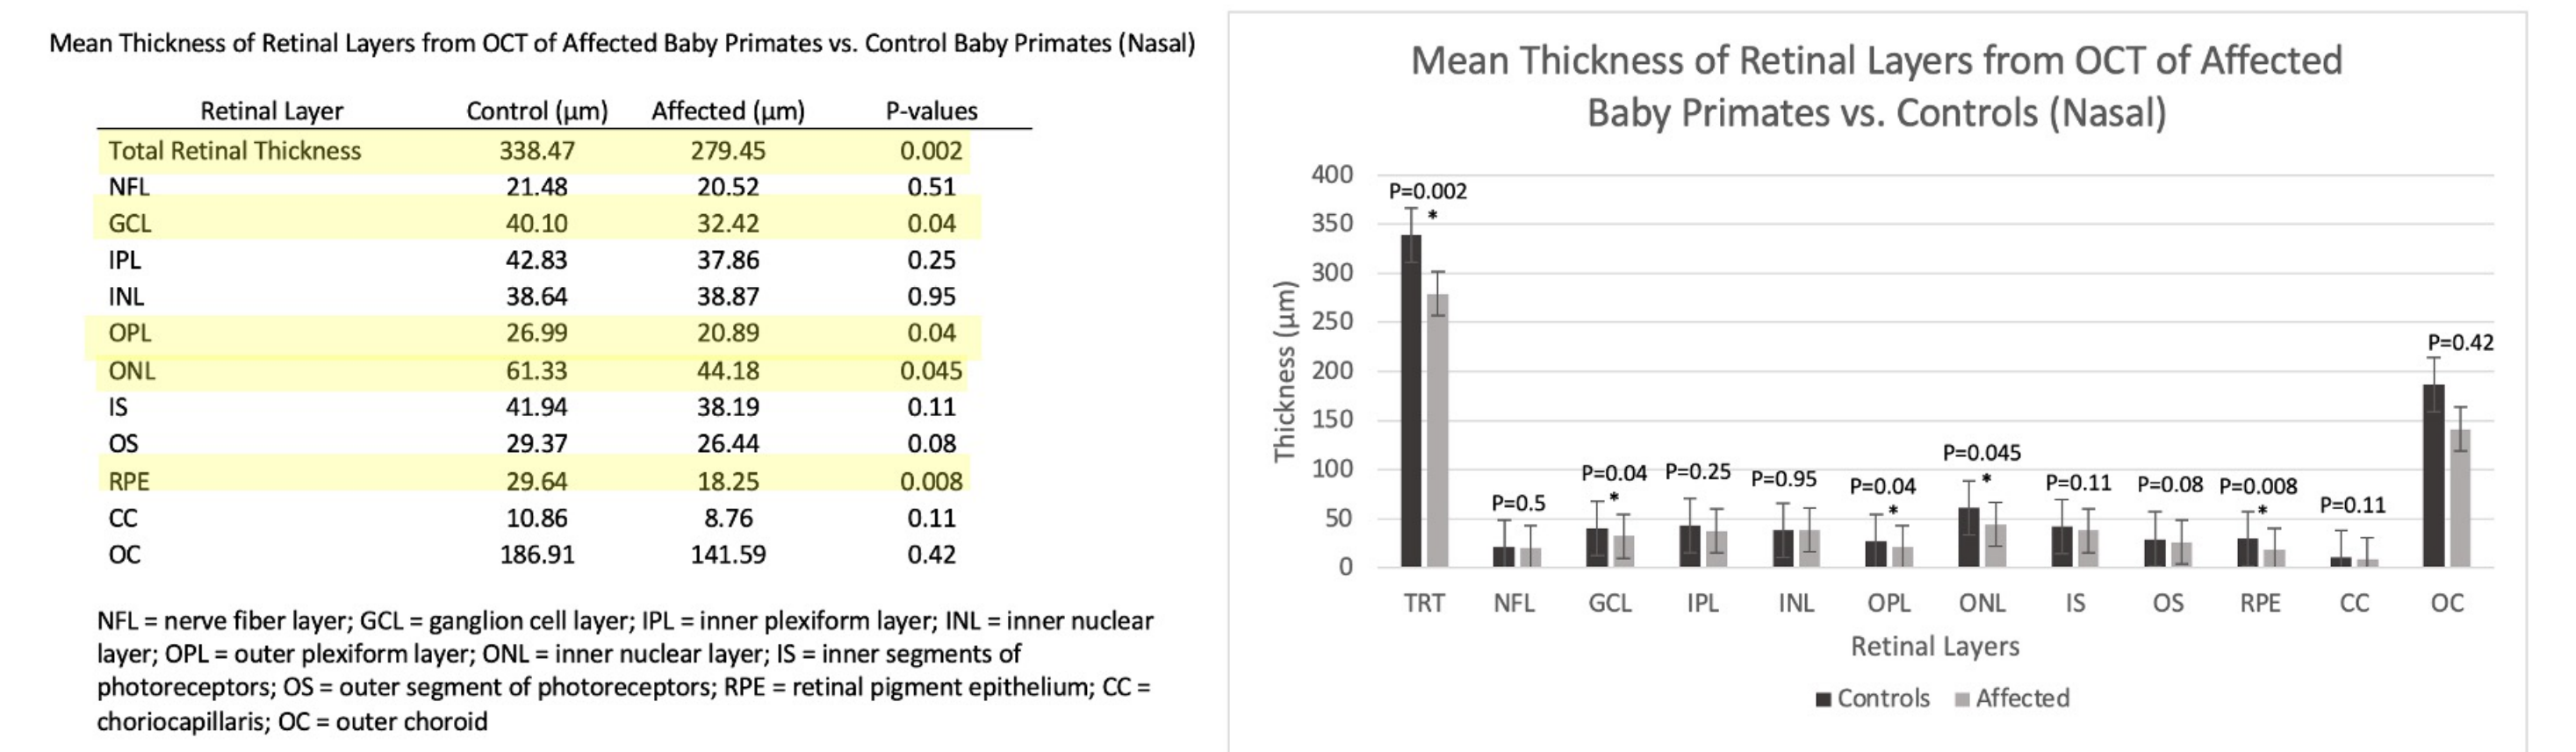 Mean Thickness of Retinal Layers from OCT of Affected Baby Primates vs. Control Baby Primates (Nasal)
Retinal Layer Control (µm) Affected (µm) P-values
Total Retinal Thickness 338.47 279.45 0.002
NFL 21.48 20.52 0.51
GCL 40.10 32.42 0.04
IPL 42.83 37.86 0.25
INL 38.64 38.87 0.95
OPL 26.99 20.89 0.04
ONL 61.33 44.18 0.045
IS 41.94 38.19 0.11
OS 29.37 26.44 0.08
RPE 29.64 18.25 0.008
CC 10.86 8.76 0.11
OC 186.91 141.59 0.42
NFL = nerve fiber layer; GCL = ganglion cell layer; IPL = inner plexiform layer; INL = inner nuclear
layer; OPL = outer plexiform layer; ONL = inner nuclear layer; IS = inner segments of
photoreceptors; OS = outer segment of photoreceptors; RPE = retinal pigment epithelium; CC =
choriocapillaris; OC = outer choroid
Mean Thickness of Retinal Layers from OCT of Affected
Baby Primates vs. Controls (Nasal)
Thickness (µm)
400
350
300
250
200
150
100
50
0
P=0.002
*
P=0.5
P=0.04
*
P=0.25
P=0.95
P=0.04
*
P=0.045
*
P=0.11
P=0.08
P=0.008
*
P=0.11
P=0.42
TRT NFL GCL IPL INL OPL ONL IS OS RPE CC OC
Retinal Layers
Controls Affected